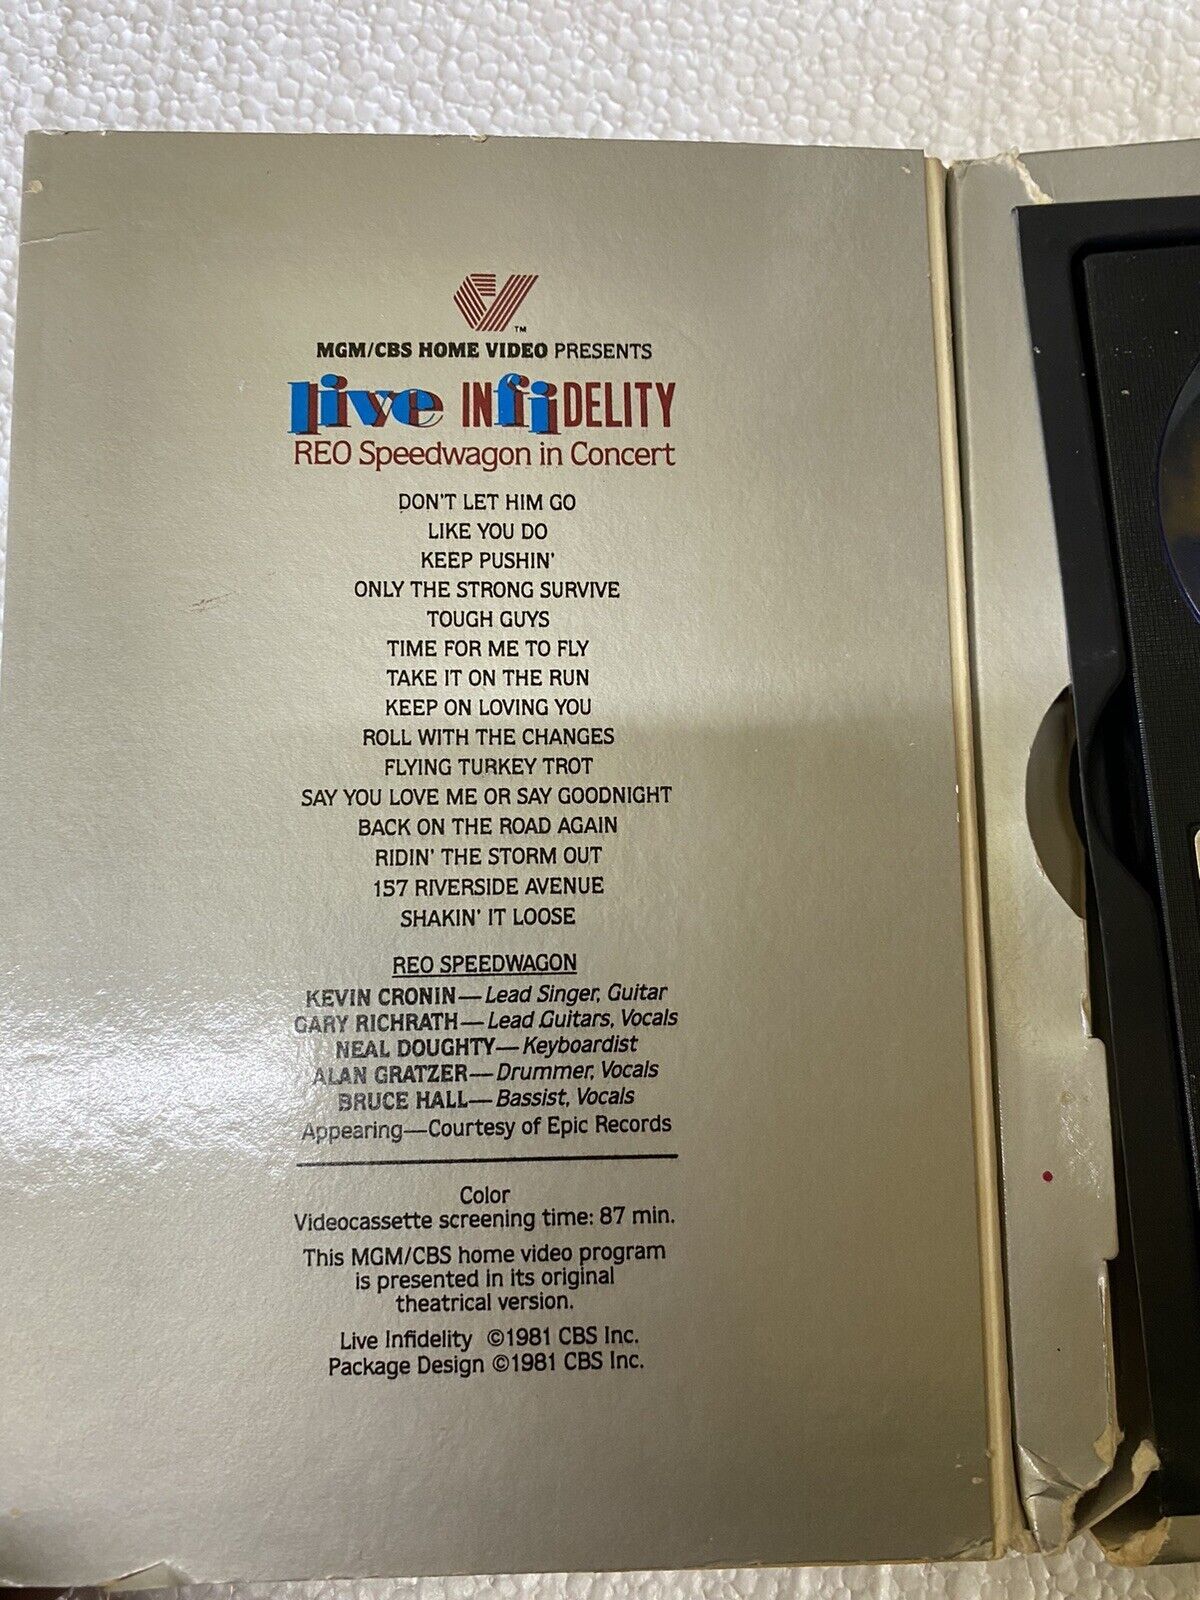 TM
MGM/CBS HOME VIDEO PRESENTS
live INfiDELITY
REO Speedwagon in Concert
DON'T LET HIM GO
LIKE YOU DO
KEEP PUSHIN'
ONLY THE STRONG SURVIVE
TOUGH GUYS
TIME FOR ME TO FLY
TAKE IT ON THE RUN
KEEP ON LOVING YOU
ROLL WITH THE CHANGES
FLYING TURKEY TROT
SAY YOU LOVE ME OR SAY GOODNIGHT
BACK ON THE ROAD AGAIN
RIDIN' THE STORM OUT
157 RIVERSIDE AVENUE
SHAKIN' IT LOOSE
REO SPEEDWAGON
KEVIN CRONIN—Lead Singer, Guitar
GARY RICHRATH—Lead Guitars, Vocals
NEAL DOUGHTY—Keyboardist
ALAN GRATZER—Drummer, Vocals
BRUCE HALL—Bassist, Vocals
Appearing—Courtesy of Epic Records
Color
Videocassette screening time: 87 min.
This MGM/CBS home video program
is presented in its original
theatrical version.
Live Infidelity ©1981 CBS Inc.
Package Design ©1981 CBS Inc.